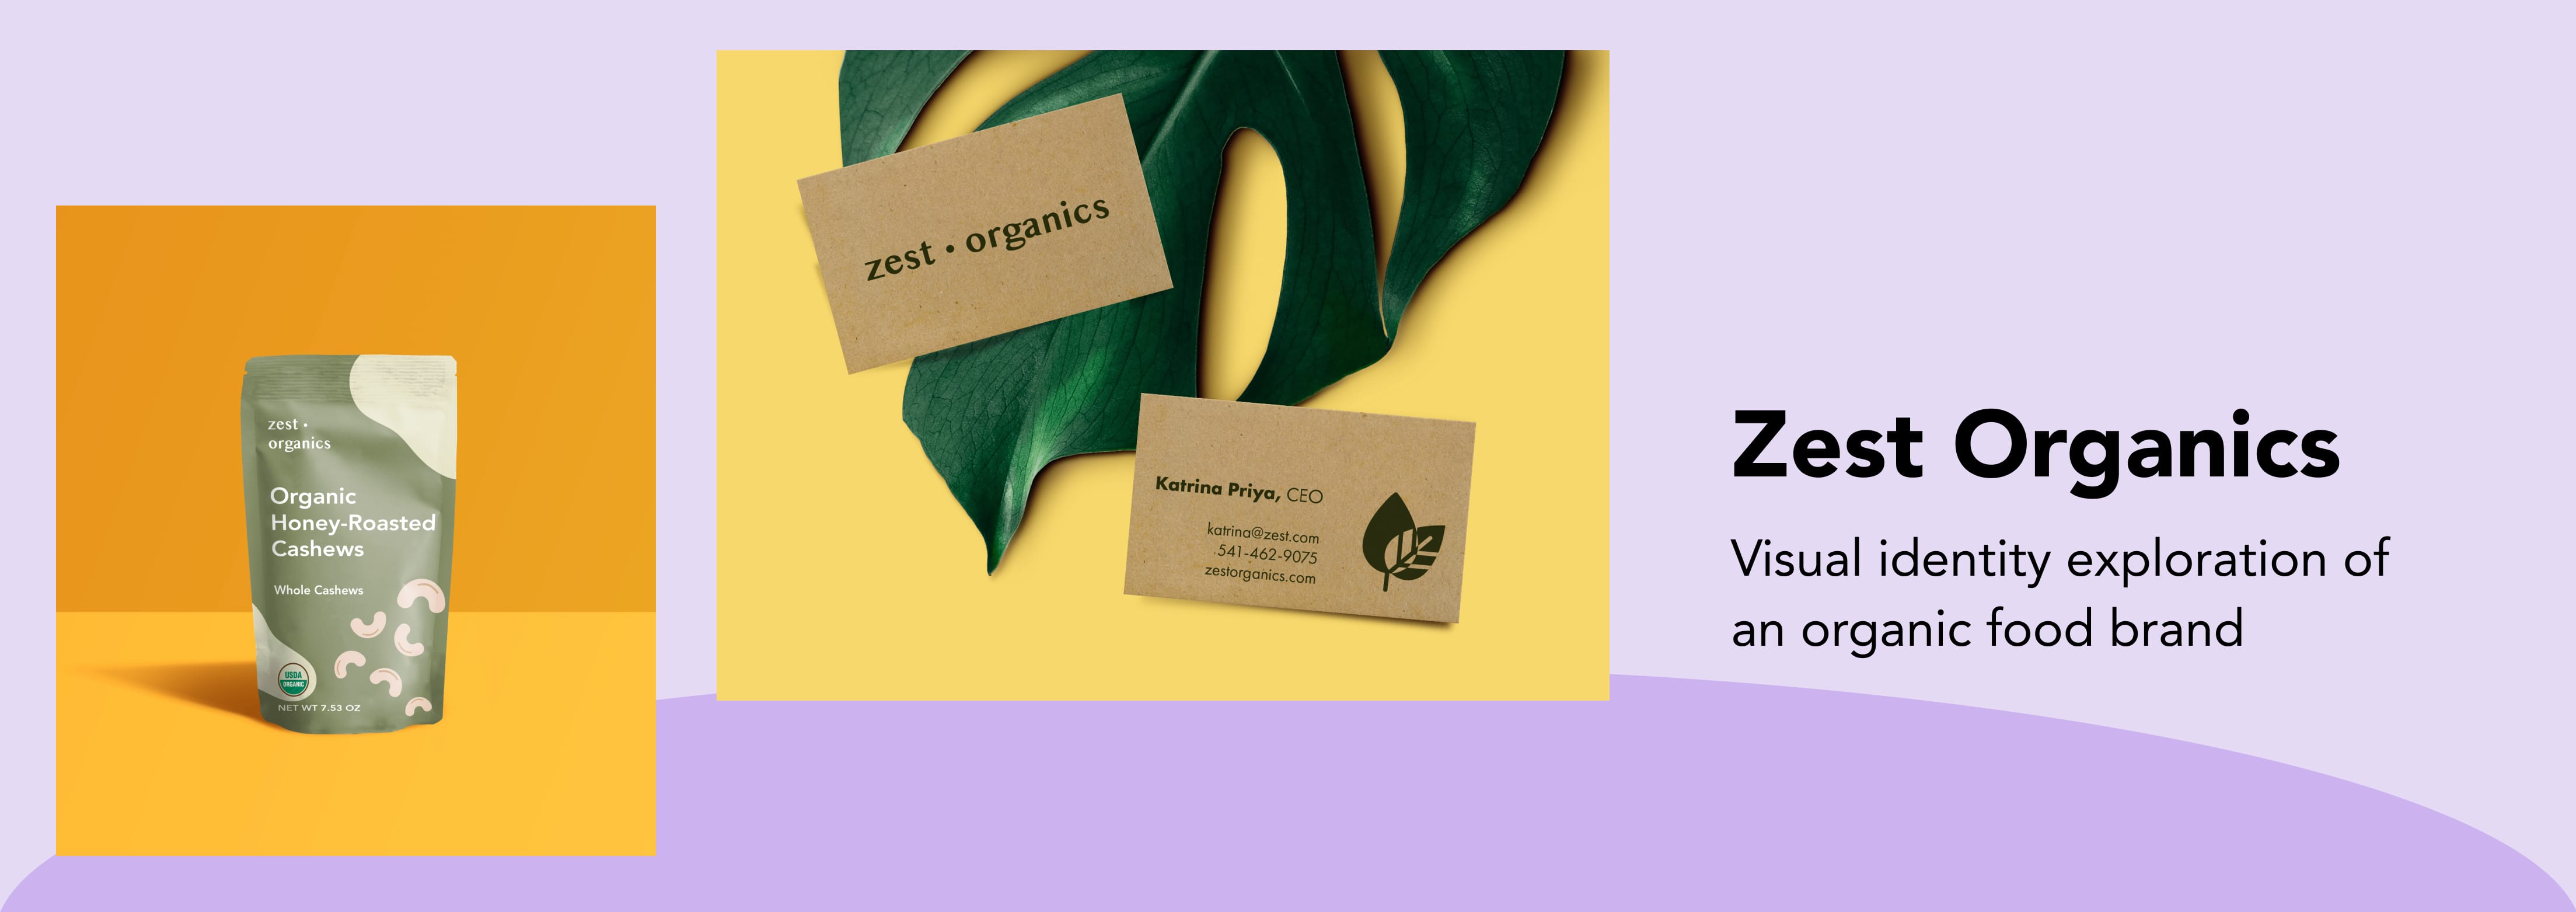 zest •
organics
Organic
Honey-Roasted
Cashews
Whole Cashews
USDA
ORGANIC
NET WT 7.53 OZ
zest • organics
Katrina Priya, CEO
katrina@zest.com
541-462-9075
zestorganics.com
Zest Organics
Visual identity exploration of
an organic food brand